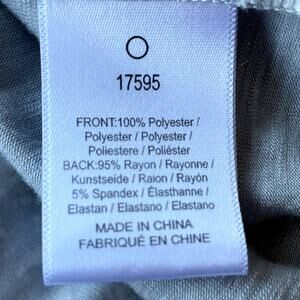 17595
FRONT:100% Polyester /
Polyester / Polyester /
Poliestere / Poliéster
BACK:95% Rayon / Rayonne /
Kunstseide / Raion / Rayón
5% Spandex / Élasthanne /
Elastan / Elastano / Elastano
MADE IN CHINA
FABRIQUÉ EN CHINE